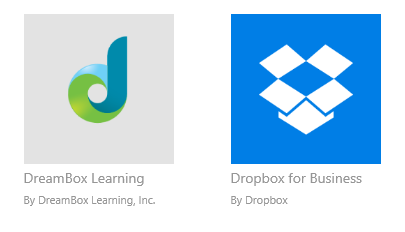 DreamBox Learning
By DreamBox Learning, Inc.
Dropbox for Business
By Dropbox